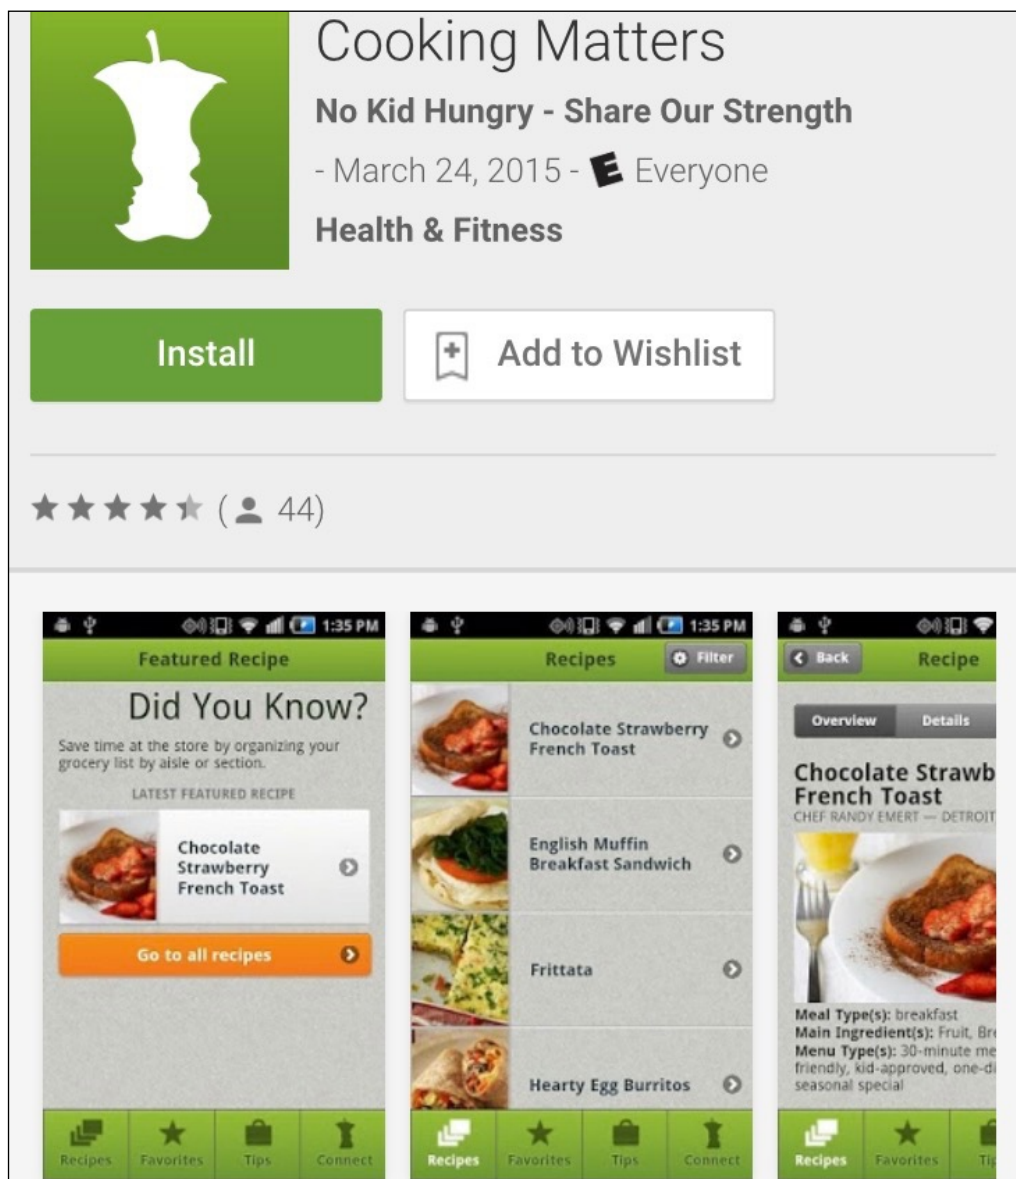 Cooking Matters
No Kid Hungry - Share Our Strength
- March 24, 2015 - E Everyone
Health & Fitness
Install
Add to Wishlist
( 44)
1:35 PM
Featured Recipe
Did You Know?
Save time at the store by organizing your
grocery list by aisle or section.
LATEST FEATURED RECIPE
Chocolate
Strawberry
French Toast
Go to all recipes
Recipes Favorites Tips Connect
1:35 PM
Recipes
Filter
Chocolate Strawberry
French Toast
English Muffin
Breakfast Sandwich
Frittata
Hearty Egg Burritos
Recipes Favorites Tips Connect
Back
Recipe
Overview Details
Chocolate Strawb
French Toast
CHEF RANDY EMERT — DETROIT
Meal Type(s): breakfast
Main Ingredient(s): Fruit, Bre
Menu Type(s): 30-minute me
friendly, kid-approved, one-di
seasonal special
Recipes Favorites Tip